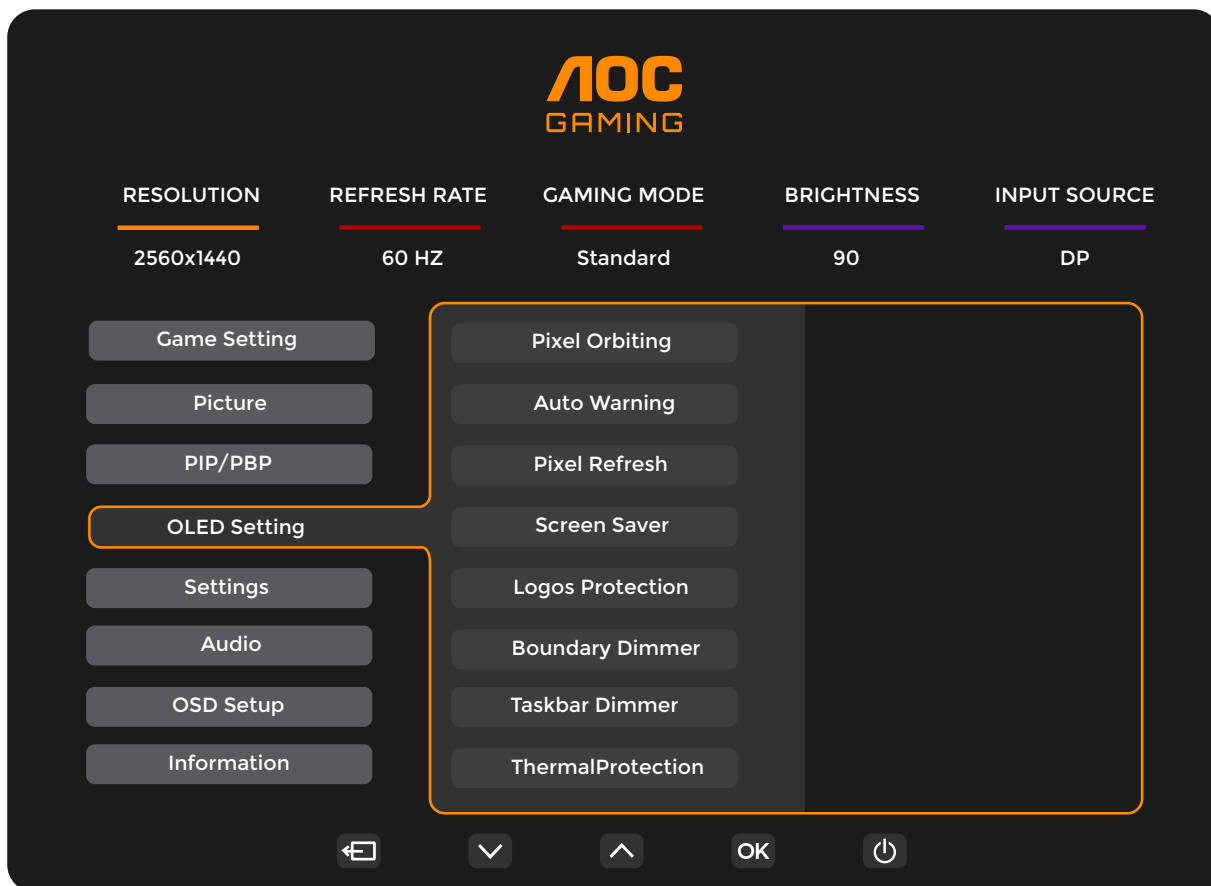 AOC
GAMING
RESOLUTION REFRESH RATE GAMING MODE BRIGHTNESS INPUT SOURCE
2560x1440 60 HZ Standard 90 DP
Game Setting Pixel Orbiting
Picture Auto Warning
PIP/PBP Pixel Refresh
OLED Setting Screen Saver
Settings Logos Protection
Audio Boundary Dimmer
OSD Setup Taskbar Dimmer
Information ThermalProtection
OK